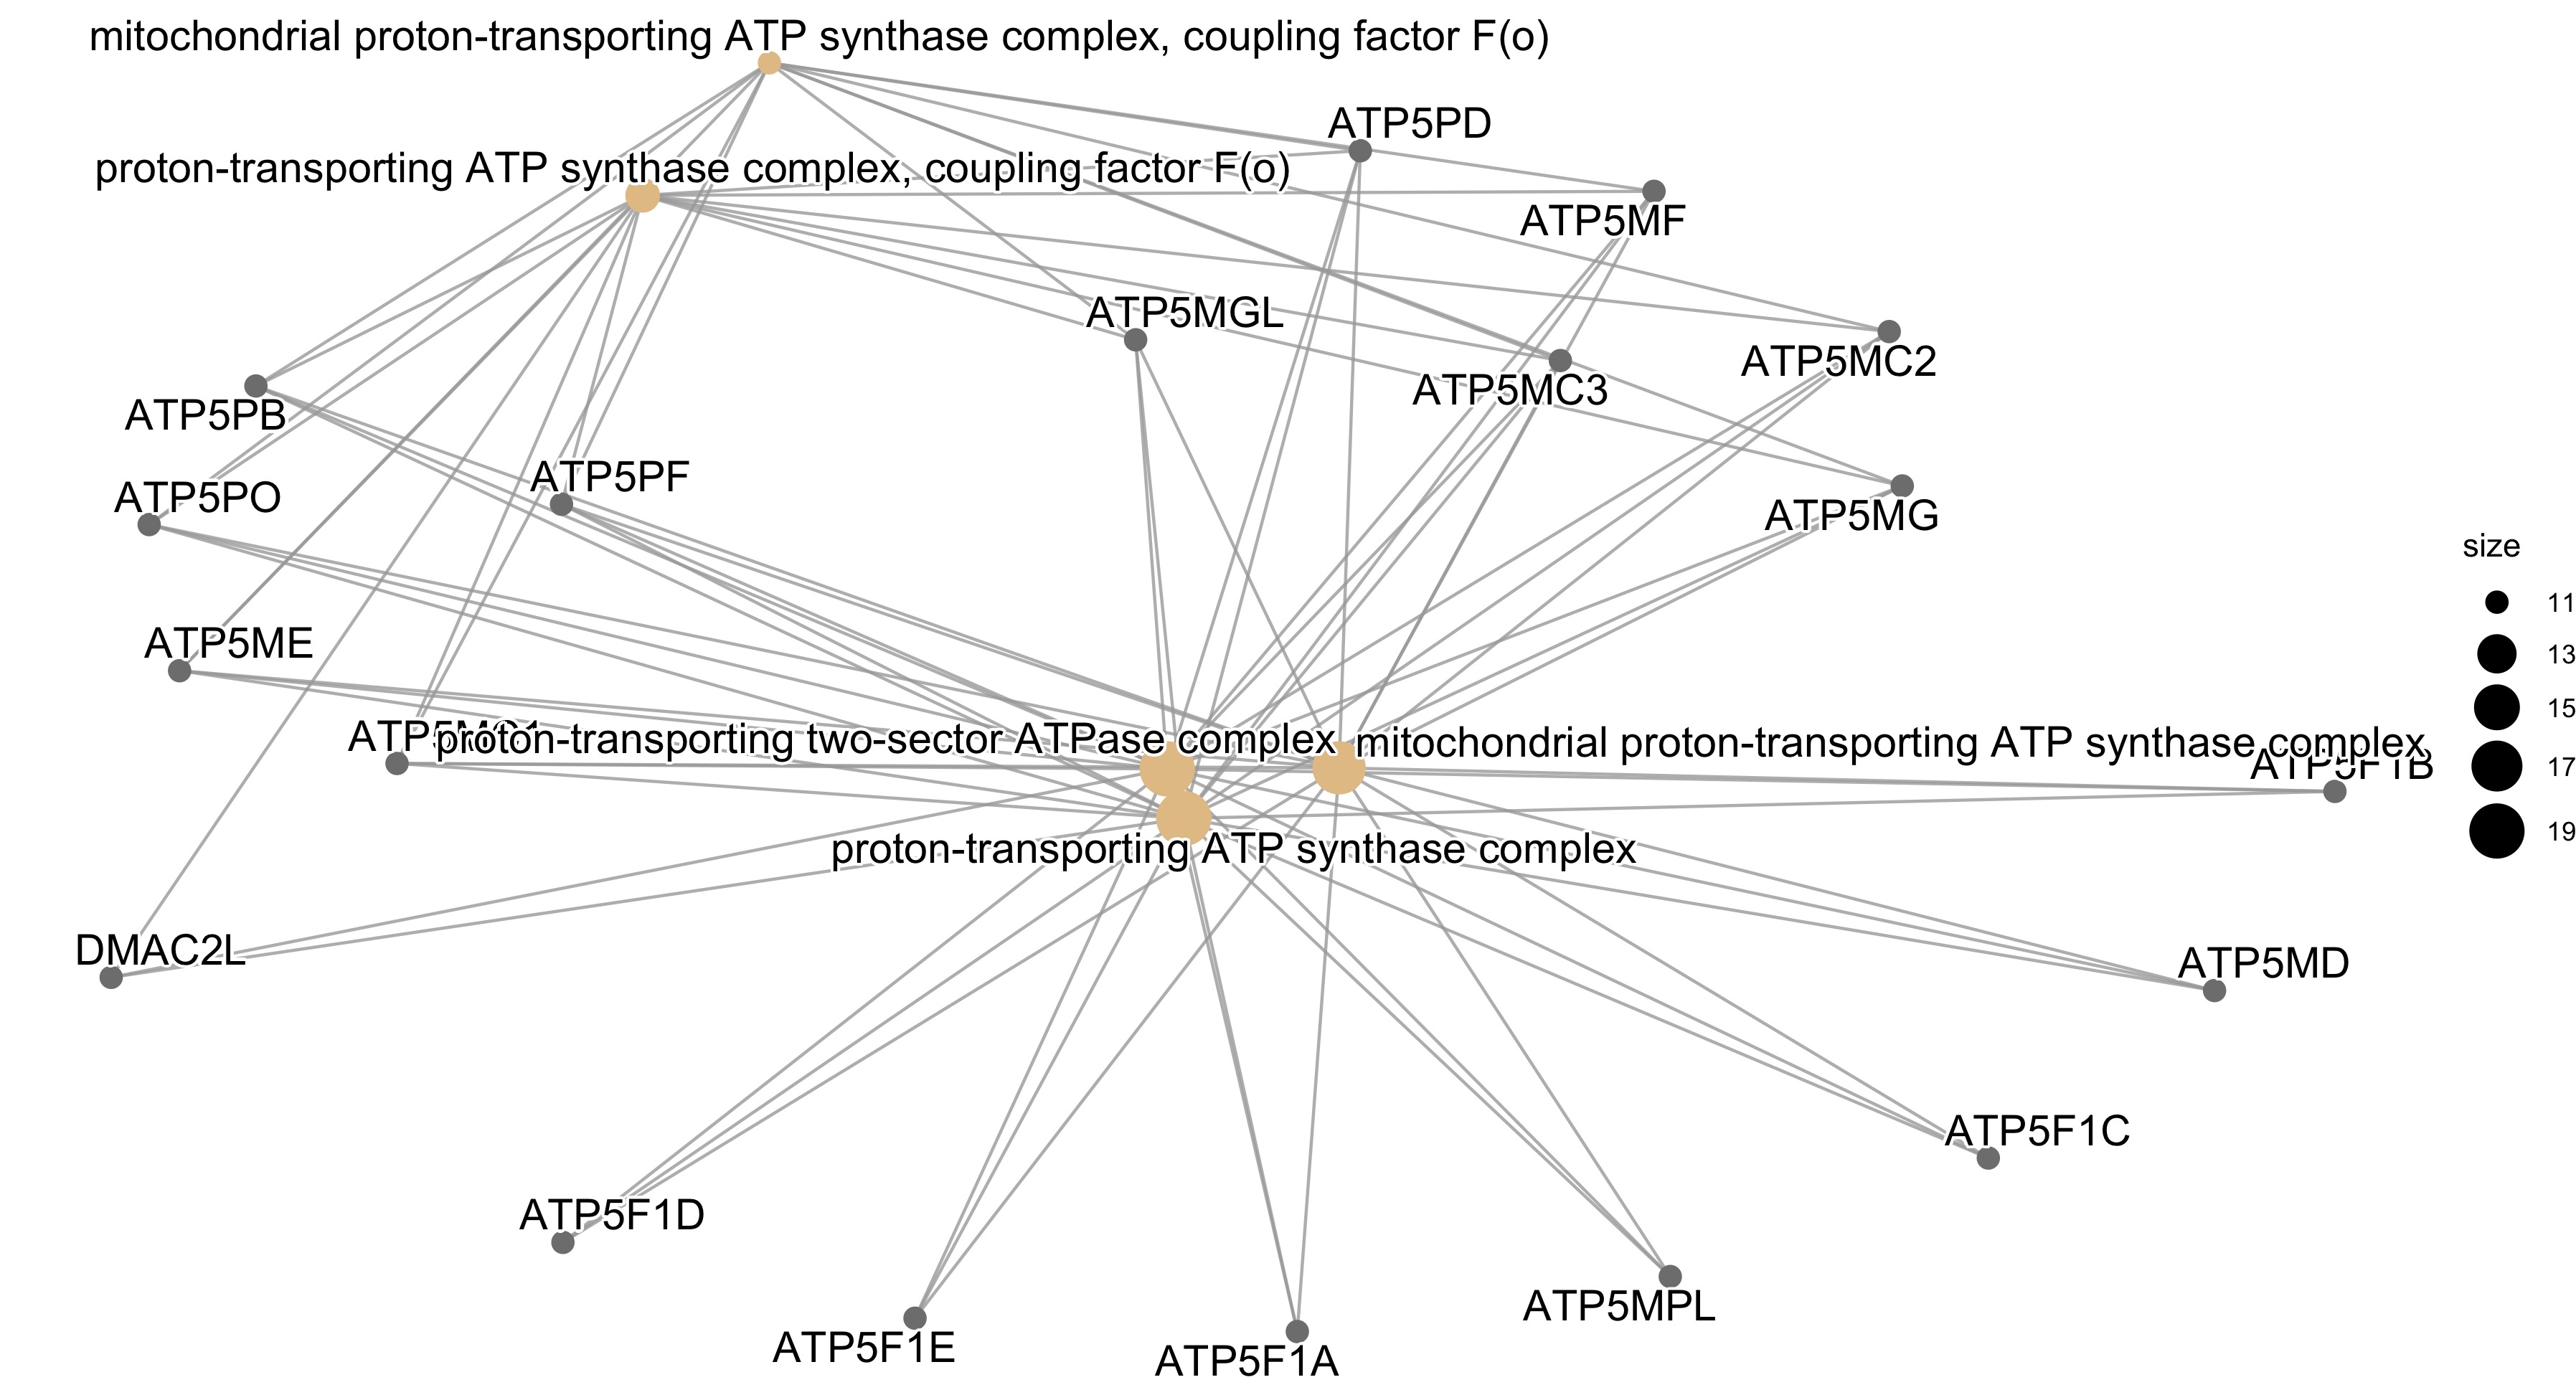 mitochondrial proton-transporting ATP synthase complex, coupling factor F(o)
ATP5PD
proton-transporting ATP synthase complex, coupling factor F(o)
ATP5MF
ATP5MGL
ATP5MC2
ATP5MC3
ATP5PB
ATP5PF
ATP5PO
ATP5MG
size
11
ATP5ME
13
15
ATP5MC1
proton-transporting two-sector ATPase complex
mitochondrial proton-transporting ATP synthase complex
ATP5F1B
17
19
proton-transporting ATP synthase complex
DMAC2L
ATP5MD
ATP5F1C
ATP5F1D
ATP5MPL
ATP5F1E
ATP5F1A